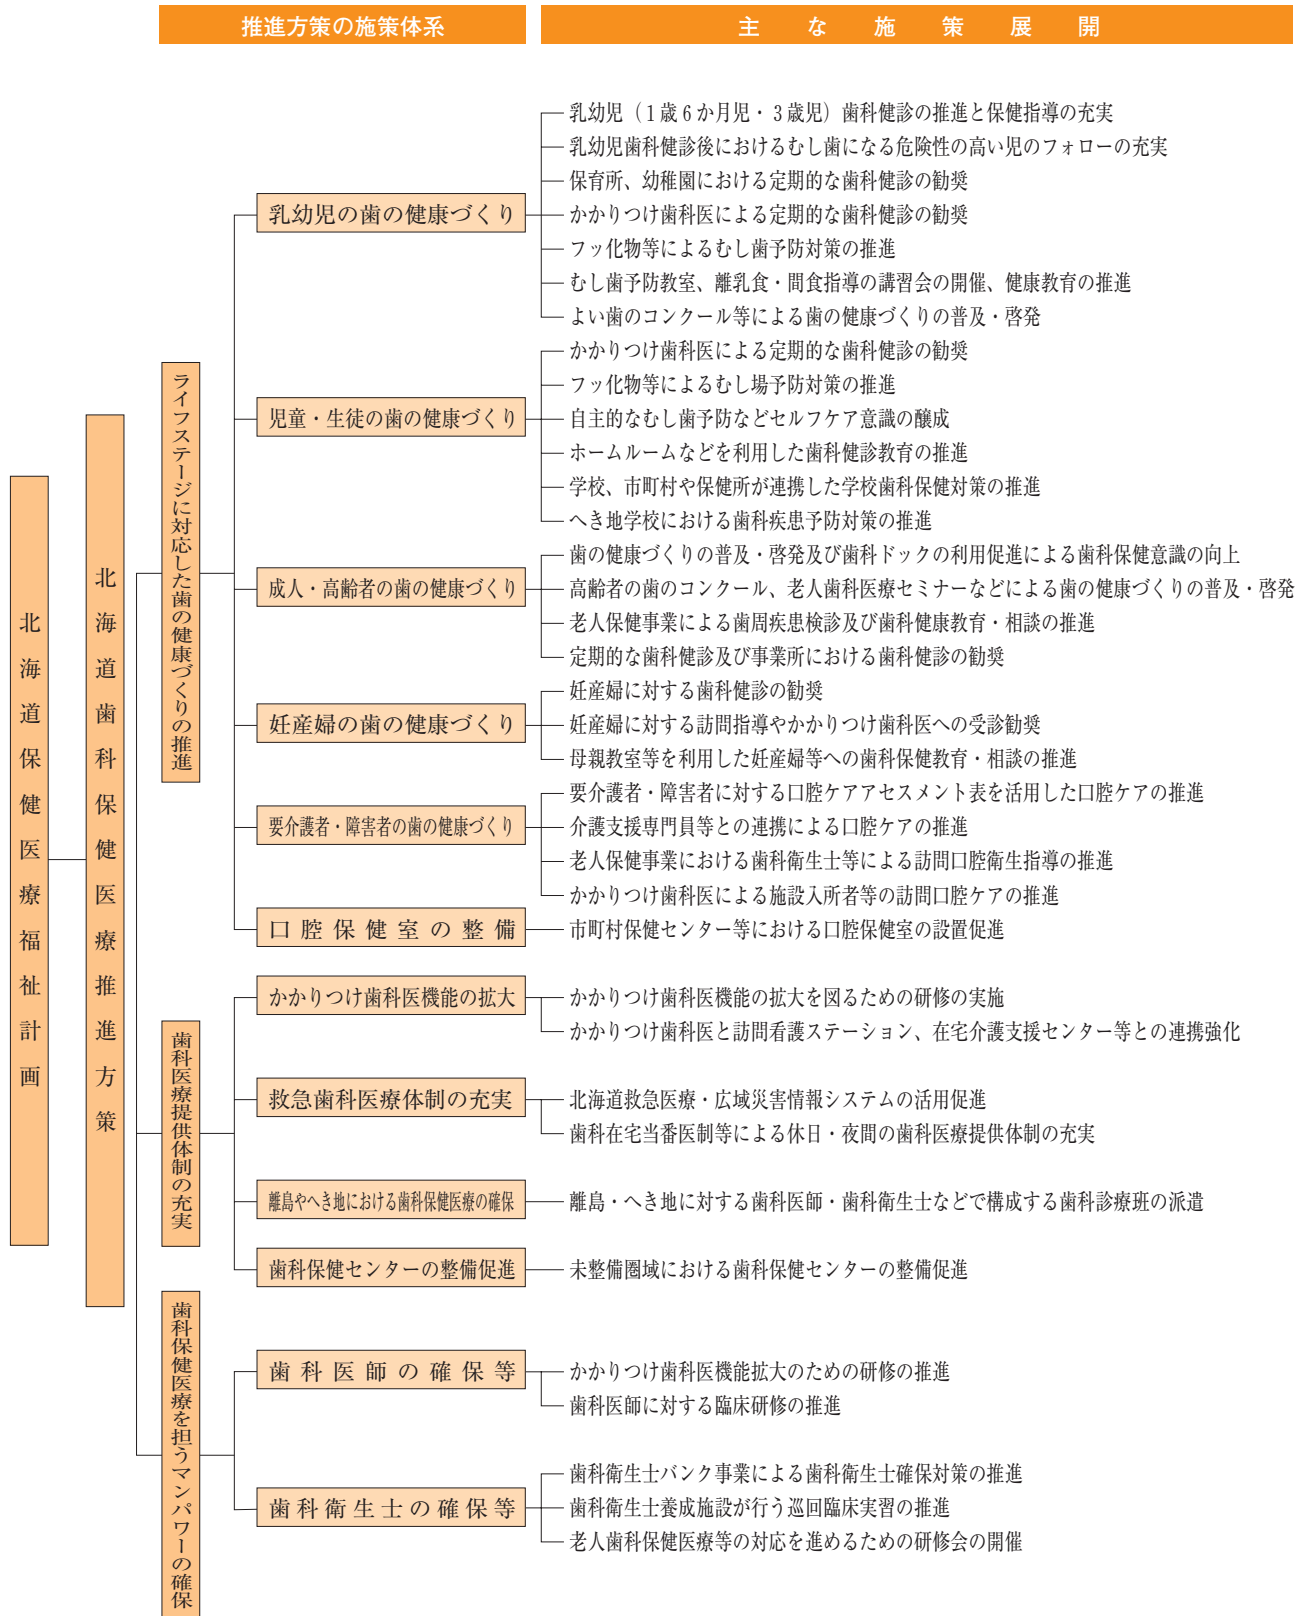 推進方策の施策体系
主な施策展開
北海道保健医療福祉計画
北海道歯科保健医療推進方策
ライフステージに対応した歯の健康づくりの推進
乳幼児の歯の健康づくり
乳幼児（1歳6か月児・3歳児）歯科健診の推進と保健指導の充実
乳幼児歯科健診後におけるむし歯になる危険性の高い児のフォローの充実
保育所、幼稚園における定期的な歯科健診の勧奨
かかりつけ歯科医による定期的な歯科健診の勧奨
フッ化物等によるむし歯予防対策の推進
むし歯予防教室、離乳食・間食指導の講習会の開催、健康教育の推進
よい歯のコンクール等による歯の健康づくりの普及・啓発
児童・生徒の歯の健康づくり
かかりつけ歯科医による定期的な歯科健診の勧奨
フッ化物等によるむし場予防対策の推進
自主的なむし歯予防などセルフケア意識の醸成
ホームルームなどを利用した歯科健診教育の推進
学校、市町村や保健所が連携した学校歯科保健対策の推進
へき地学校における歯科疾患予防対策の推進
成人・高齢者の歯の健康づくり
歯の健康づくりの普及・啓発及び歯科ドックの利用促進による歯科保健意識の向上
高齢者の歯のコンクール、老人歯科医療セミナーなどによる歯の健康づくりの普及・啓発
老人保健事業による歯周疾患検診及び歯科健康教育・相談の推進
定期的な歯科健診及び事業所における歯科健診の勧奨
妊産婦の歯の健康づくり
妊産婦に対する歯科健診の勧奨
妊産婦に対する訪問指導やかかりつけ歯科医への受診勧奨
母親教室等を利用した妊産婦等への歯科保健教育・相談の推進
要介護者・障害者の歯の健康づくり
要介護者・障害者に対する口腔ケアアセスメント表を活用した口腔ケアの推進
介護支援専門員等との連携による口腔ケアの推進
老人保健事業における歯科衛生士等による訪問口腔衛生指導の推進
かかりつけ歯科医による施設入所者等の訪問口腔ケアの推進
口腔保健室の整備
市町村保健センター等における口腔保健室の設置促進
歯科医療提供体制の充実
かかりつけ歯科医機能の拡大
かかりつけ歯科医機能の拡大を図るための研修の実施
かかりつけ歯科医と訪問看護ステーション、在宅介護支援センター等との連携強化
救急歯科医療体制の充実
北海道救急医療・広域災害情報システムの活用促進
歯科在宅当番医制等による休日・夜間の歯科医療提供体制の充実
離島やへき地における歯科保健医療の確保
離島・へき地に対する歯科医師・歯科衛生士などで構成する歯科診療班の派遣
歯科保健センターの整備促進
未整備圏域における歯科保健センターの整備促進
歯科保健医療を担うマンパワーの確保
歯科医師の確保等
かかりつけ歯科医機能拡大のための研修の推進
歯科医師に対する臨床研修の推進
歯科衛生士の確保等
歯科衛生士バンク事業による歯科衛生士確保対策の推進
歯科衛生士養成施設が行う巡回臨床実習の推進
老人歯科保健医療等の対応を進めるための研修会の開催